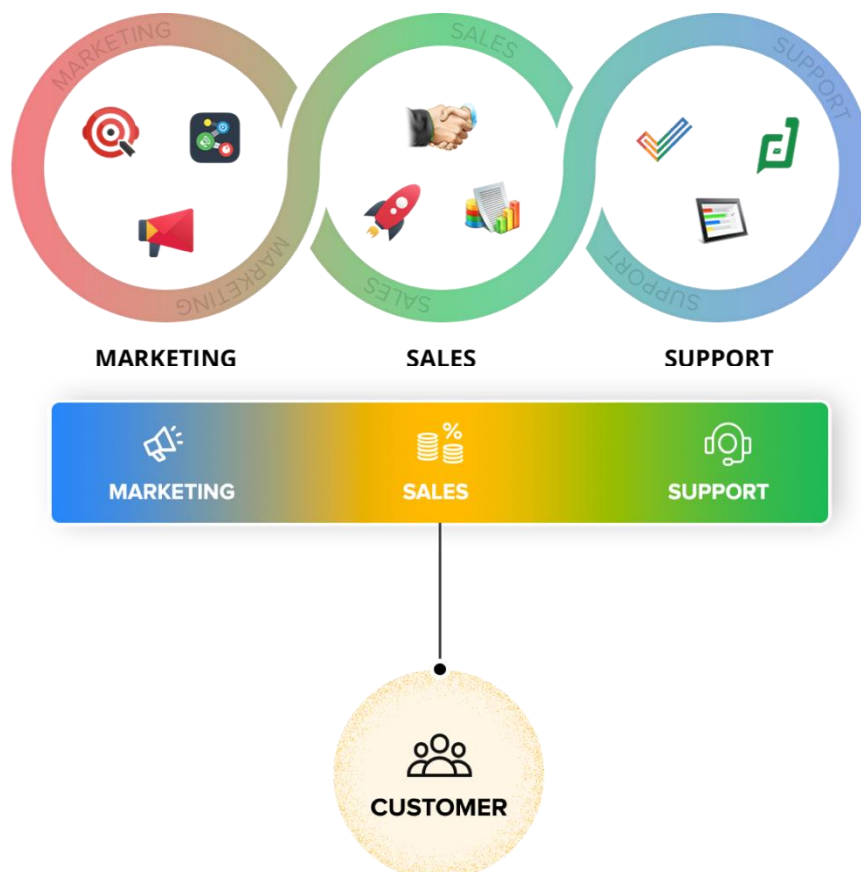 MARKETING
SALES
SUPPORT
MARKETING
SALES
SUPPORT
MARKETING
SALES
SUPPORT
%
MARKETING
SALES
SUPPORT
CUSTOMER